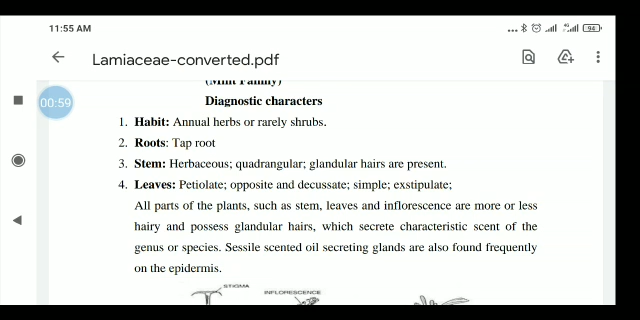 11:55 AM
... 4G 94
Lamiaceae-converted.pdf
(Mint Family)
00:59
Diagnostic characters
1. Habit: Annual herbs or rarely shrubs.
2. Roots: Tap root
3. Stem: Herbaceous; quadrangular; glandular hairs are present.
4. Leaves: Petiolate; opposite and decussate; simple; exstipulate;
All parts of the plants, such as stem, leaves and inflorescence are more or less
hairy and possess glandular hairs, which secrete characteristic scent of the
genus or species. Sessile scented oil secreting glands are also found frequently
on the epidermis.
STIGMA
INFLORESCENCE